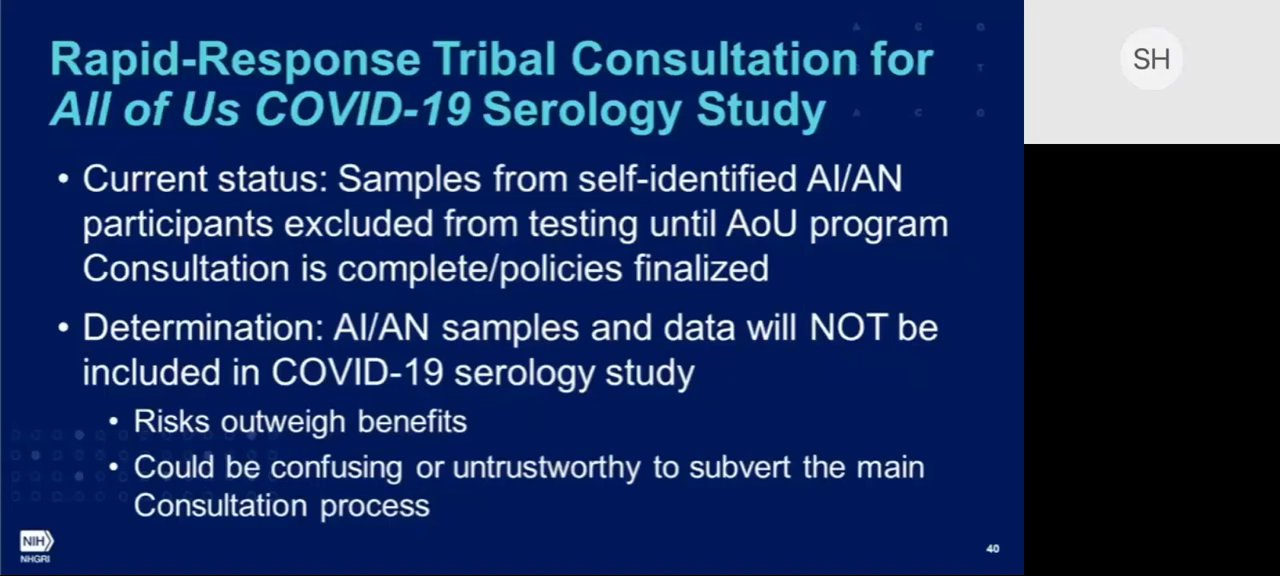 Rapid-Response Tribal Consultation for
All of Us COVID-19 Serology Study
• Current status: Samples from self-identified AI/AN
participants excluded from testing until AoU program
Consultation is complete/policies finalized
• Determination: AI/AN samples and data will NOT be
included in COVID-19 serology study
• Risks outweigh benefits
• Could be confusing or untrustworthy to subvert the main
Consultation process
NIH
NHGRI
40
SH